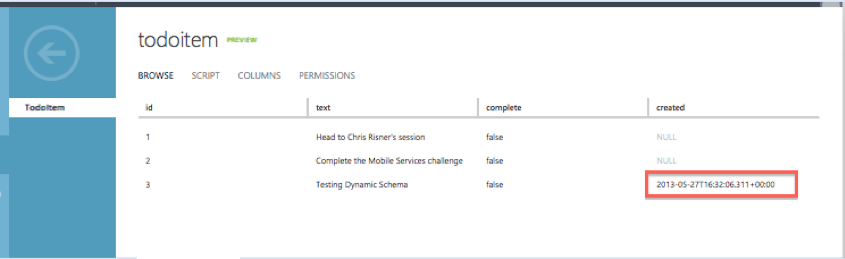 todoitem PREVIEW
BROWSE SCRIPT COLUMNS PERMISSIONS
TodoItem
id text complete created
1 Head to Chris Risner's session false NULL
2 Complete the Mobile Services challenge false NULL
3 Testing Dynamic Schema false 2013-05-27T16:32:06.311+00:00